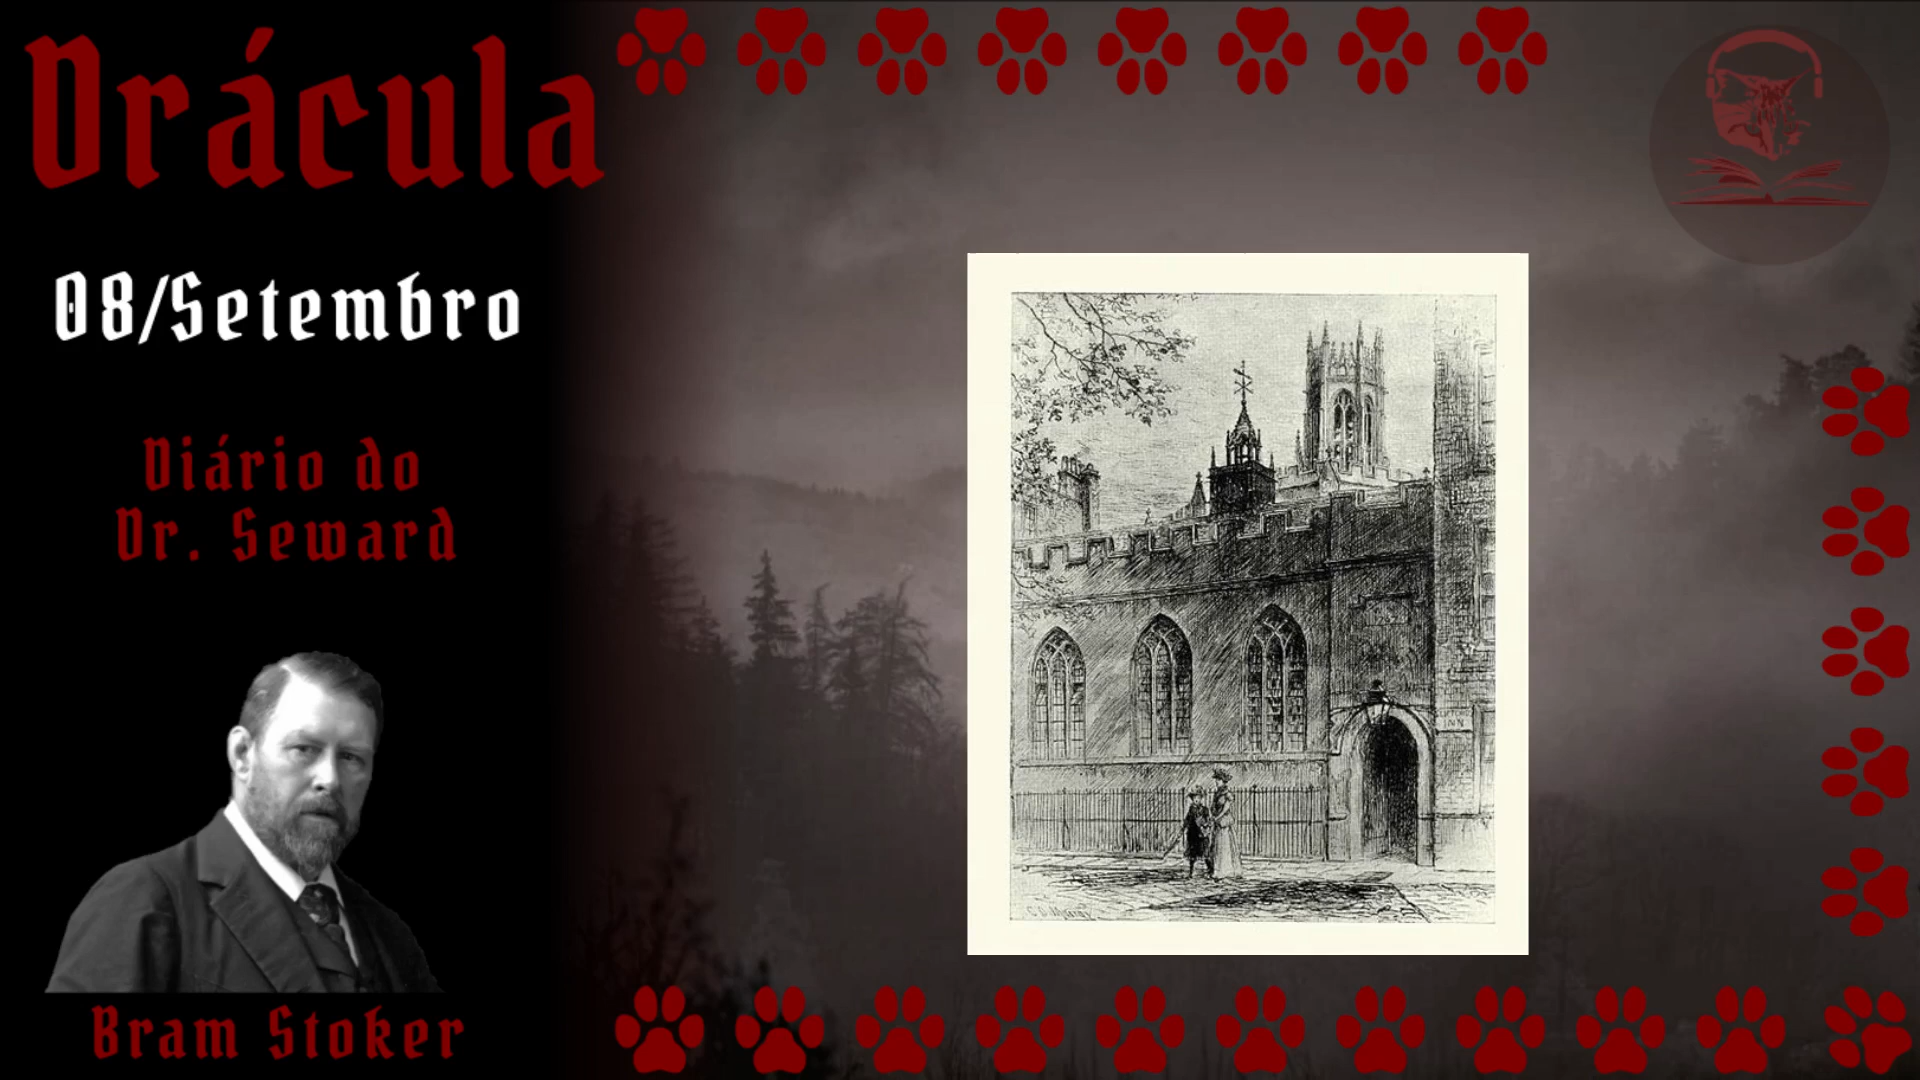 Drácula
08/Setembro
Diário do
Dr. Seward
Bram Stoker
INN